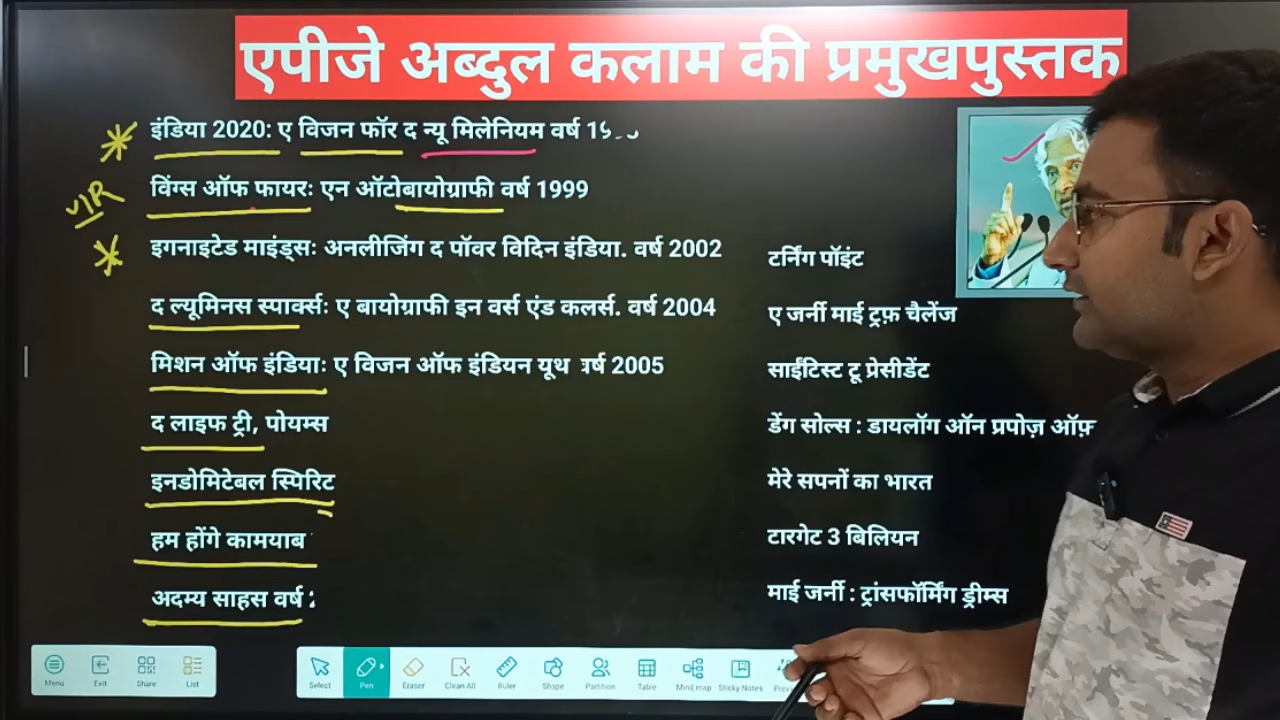 एपीजे अब्दुल कलाम की प्रमुखपुस्तक
इंडिया 2020: ए विजन फॉर द न्यू मिलेनियम वर्ष
विंग्स ऑफ फायरः एन ऑटोबायोग्राफी वर्ष 1999
VIR
इगनाइटेड माइंड्सः अनलीजिंग द पॉवर विदिन इंडिया. वर्ष 2002
द ल्यूमिनस स्पार्क्सः ए बायोग्राफी इन वर्स एंड कलर्स. वर्ष 2004
मिशन ऑफ इंडियाः ए विजन ऑफ इंडियन यूथ वर्ष 2005
द लाइफ ट्री, पोयम्स
इनडोमिटेबल स्पिरिट
हम होंगे कामयाब
अदम्य साहस वर्ष
टर्निंग पॉइंट
ए जर्नी माई ट्रफ़ चैलेंज
साईंटिस्ट टू प्रेसीडेंट
डेंग सोल्स : डायलॉग ऑन प्रपोज़ ऑफ़
मेरे सपनों का भारत
टारगेट 3 बिलियन
माई जर्नी : ट्रांसफॉर्मिंग ड्रीम्स
Menu Exit Share List
Select Pen Eraser Clean All Ruler Shape Partition Table Mind map Sticky Notes